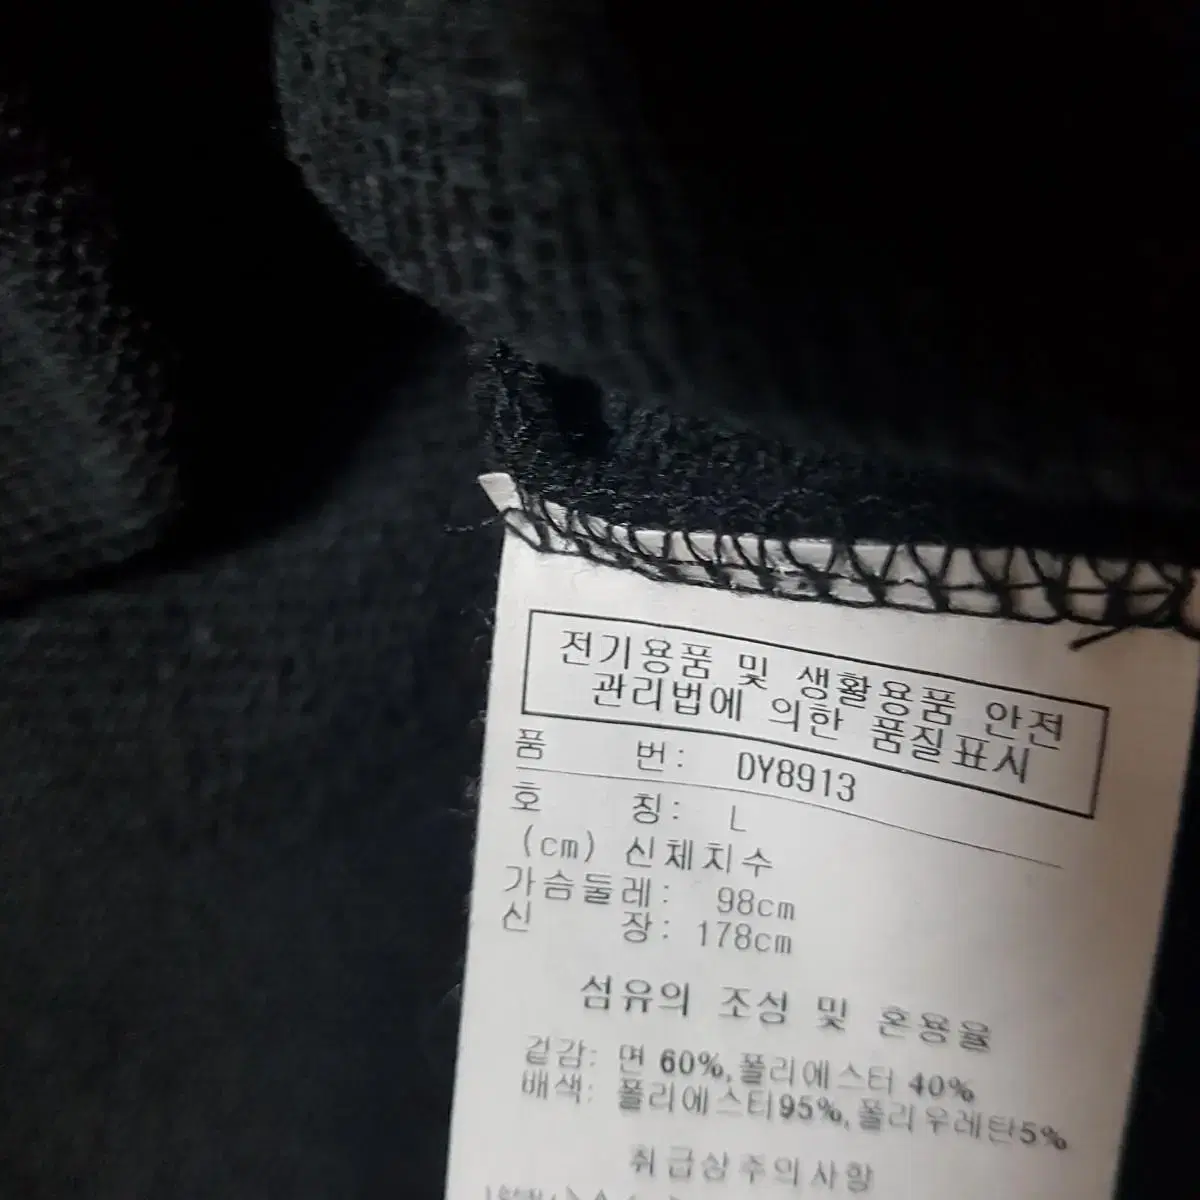 전기용품 및 생활용품 안전
관리법에 의한 품질표시
품 번: DY8913
호 칭: L
(cm) 신체치수
가슴둘레: 98cm
신 장: 178cm
섬유의 조성 및 혼용율
겉감: 면 60%,폴리에스터 40%
배색: 폴리에스터95%,폴리우레탄5%
취급상주의사항